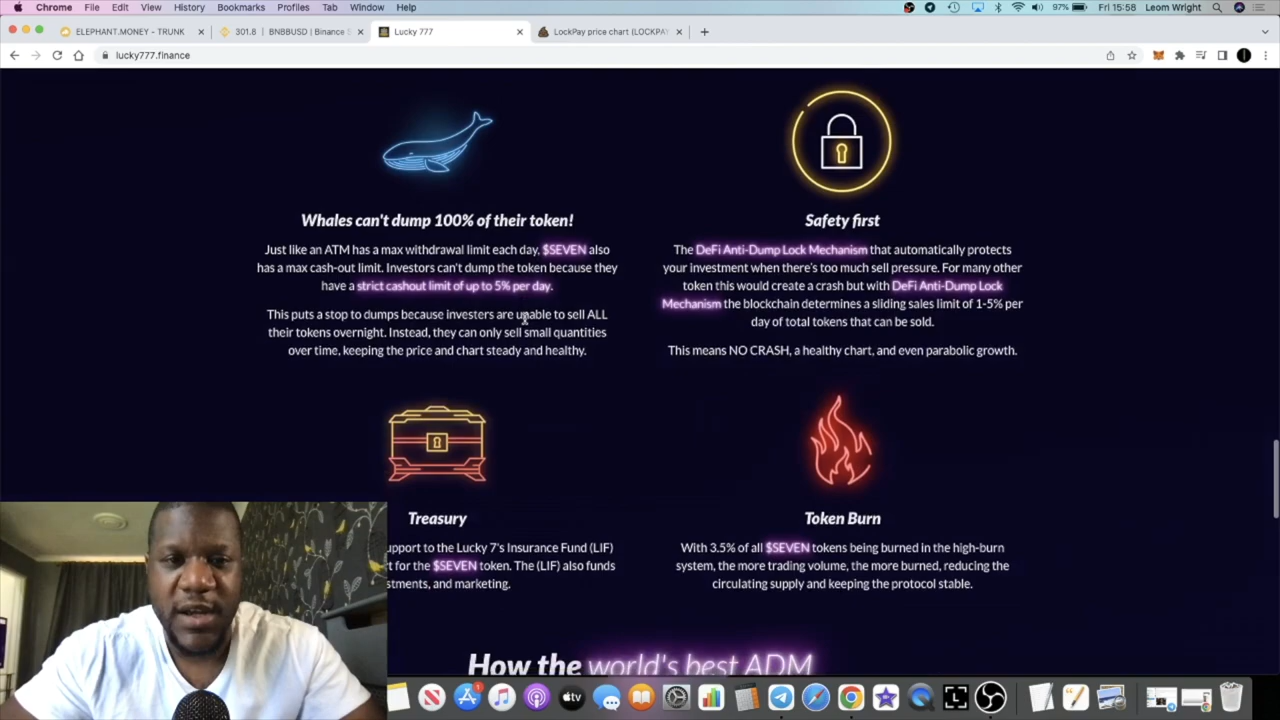 Chrome File Edit View History Bookmarks Profiles Tab Window Help 97% Fri 15:58 Leom Wright
ELEPHANT.MONEY - TRUNK 301.8 | BNBBUSD | Binance Lucky 777 LockPay price chart (LOCKPAY
lucky777.finance
Whales can't dump 100% of their token!
Just like an ATM has a max withdrawal limit each day, $SEVEN also
has a max cash-out limit. Investors can't dump the token because they
have a strict cashout limit of up to 5% per day.
This puts a stop to dumps because investors are unable to sell ALL
their tokens overnight. Instead, they can only sell small quantities
over time, keeping the price and chart steady and healthy.
Safety first
The DeFi Anti-Dump Lock Mechanism that automatically protects
your investment when there's too much sell pressure. For many other
token this would create a crash but with DeFi Anti-Dump Lock
Mechanism the blockchain determines a sliding sales limit of 1-5% per
day of total tokens that can be sold.
This means NO CRASH, a healthy chart, and even parabolic growth.
Treasury
upport to the Lucky 7's Insurance Fund (LIF)
t for the $SEVEN token. The (LIF) also funds
stments, and marketing.
Token Burn
With 3.5% of all $SEVEN tokens being burned in the high-burn
system, the more trading volume, the more burned, reducing the
circulating supply and keeping the protocol stable.
How the world's best ADM